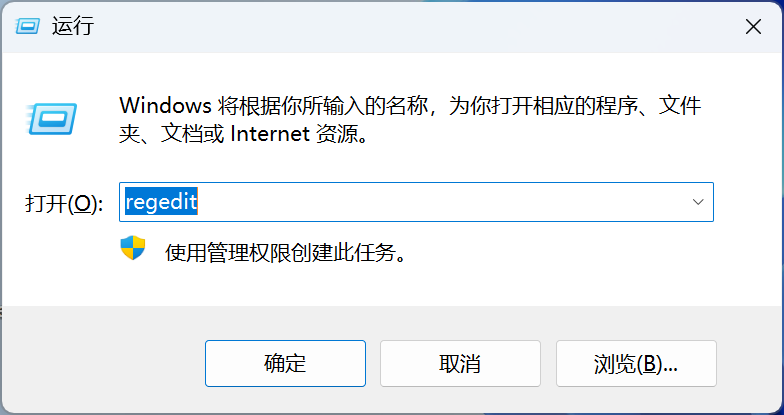 运行
Windows 将根据你所输入的名称，为你打开相应的程序、文件
夹、文档或 Internet 资源。
打开(O): regedit
使用管理权限创建此任务。
确定 取消 浏览(B)...